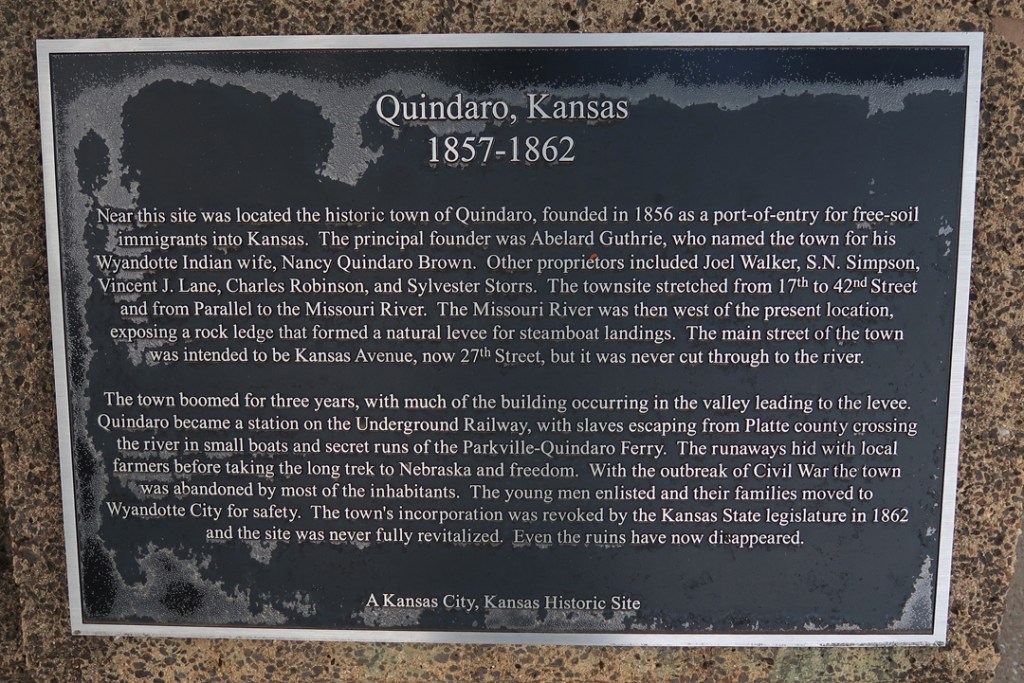 Quindaro, Kansas
1857-1862
Near this site was located the historic town of Quindaro, founded in 1856 as a port-of-entry for free-soil
immigrants into Kansas. The principal founder was Abelard Guthrie, who named the town for his
Wyandotte Indian wife, Nancy Quindaro Brown. Other proprietors included Joel Walker, S.N. Simpson,
Vincent J. Lane, Charles Robinson, and Sylvester Storrs. The townsite stretched from 17th to 42nd Street
and from Parallel to the Missouri River. The Missouri River was then west of the present location,
exposing a rock ledge that formed a natural levee for steamboat landings. The main street of the town
was intended to be Kansas Avenue, now 27th Street, but it was never cut through to the river.
The town boomed for three years, with much of the building occurring in the valley leading to the levee.
Quindaro became a station on the Underground Railway, with slaves escaping from Platte county crossing
the river in small boats and secret runs of the Parkville-Quindaro Ferry. The runaways hid with local
farmers before taking the long trek to Nebraska and freedom. With the outbreak of Civil War the town
was abandoned by most of the inhabitants. The young men enlisted and their families moved to
Wyandotte City for safety. The town's incorporation was revoked by the Kansas State legislature in 1862
and the site was never fully revitalized. Even the ruins have now disappeared.
A Kansas City, Kansas Historic Site